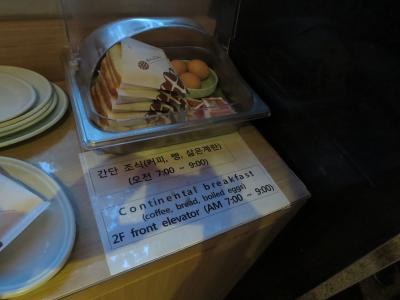 간단 조식(커피, 빵, 삶은계란)
(오전 7:00 ~ 9:00)
Continental breakfast
(coffee, bread, boiled eggs)
2F front elevator (AM 7:00 ~ 9:00)